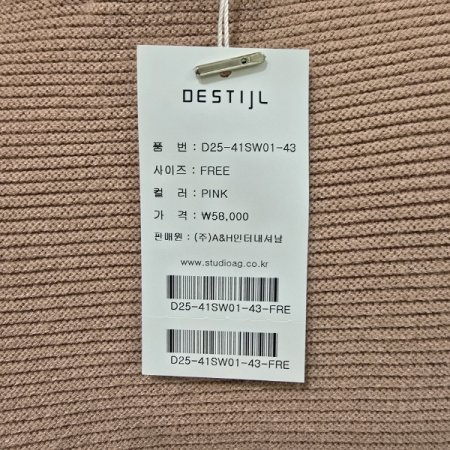 DESTIJL
품 번 : D25-41SW01-43
사이즈 : FREE
컬 러 : PINK
가 격 : ₩58,000
판매원 : (주)A&H인터내셔날
www.studioag.co.kr
D25-41SW01-43-FRE
D25-41SW01-43-FRE